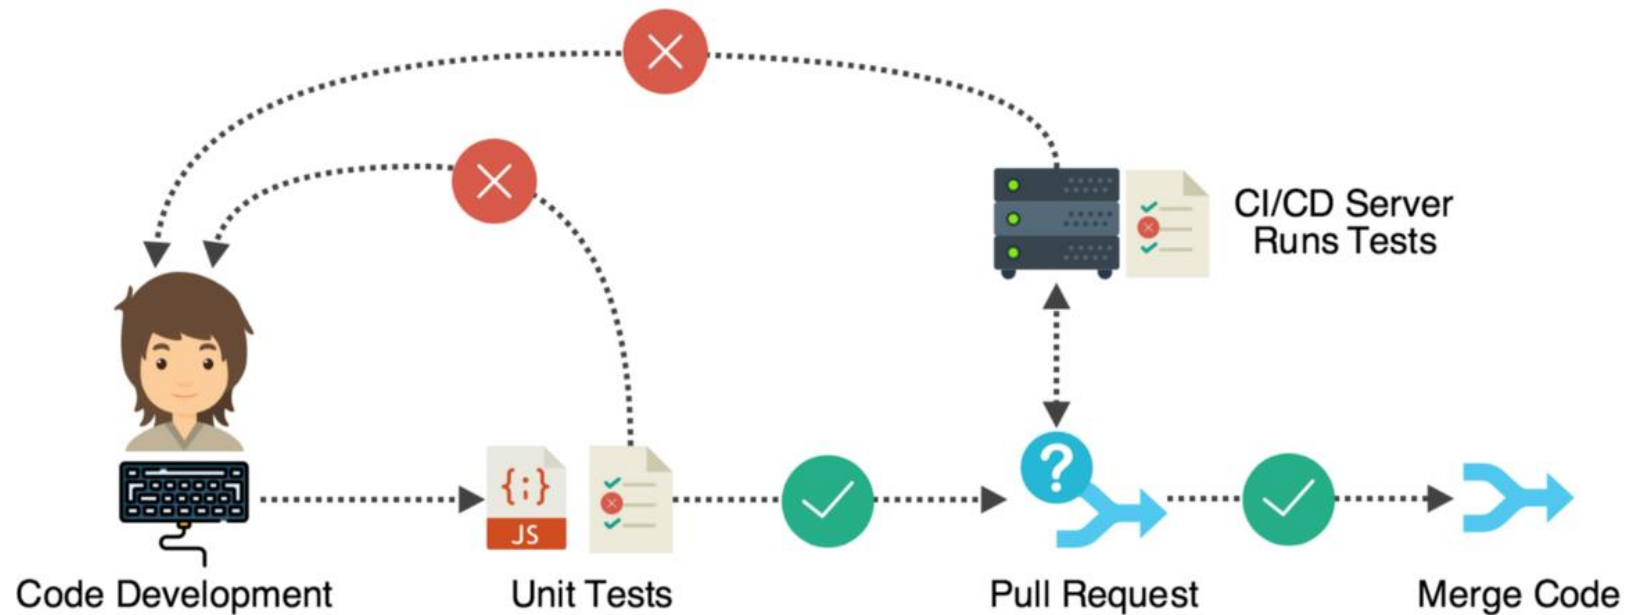 CI/CD Server
Runs Tests
{;}
JS
?
Code Development
Unit Tests
Pull Request
Merge Code